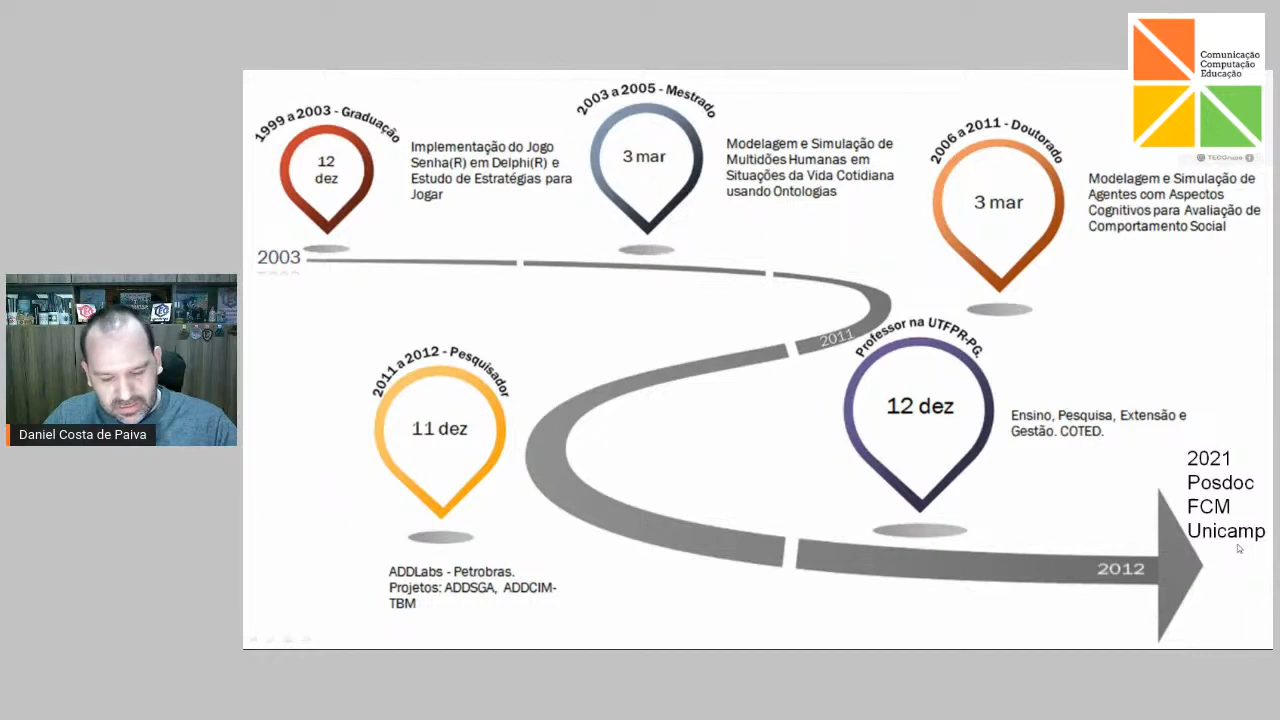 Comunicação
Computação
Educação
TECGrupo
1999 a 2003 - Graduação
12
dez
Implementação do Jogo
Senha(R) em Delphi(R) e
Estudo de Estratégias para
Jogar
2003 a 2005 - Mestrado
3 mar
Modelagem e Simulação de
Multidões Humanas em
Situações da Vida Cotidiana
usando Ontologias
2006 a 2011 - Doutorado
3 mar
Modelagem e Simulação de
Agentes com Aspectos
Cognitivos para Avaliação de
Comportamento Social
2003
2011
2011 a 2012 - Pesquisador
11 dez
ADDLabs - Petrobras.
Projetos: ADDSGA, ADDCIM-
TBM
Professor na UTFPR-PG.
12 dez
Ensino, Pesquisa, Extensão e
Gestão. COTED.
2021
Posdoc
FCM
Unicamp
2012
Daniel Costa de Paiva